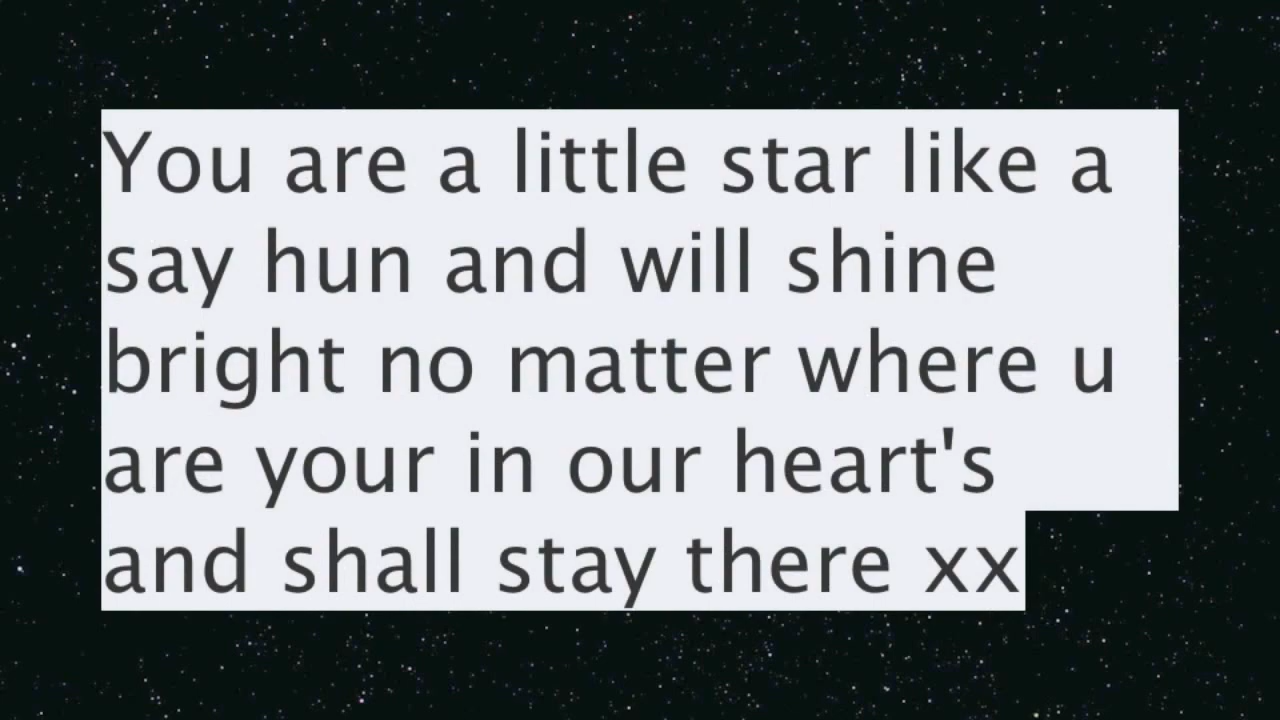 You are a little star like a
say hun and will shine
bright no matter where u
are your in our heart's
and shall stay there xx